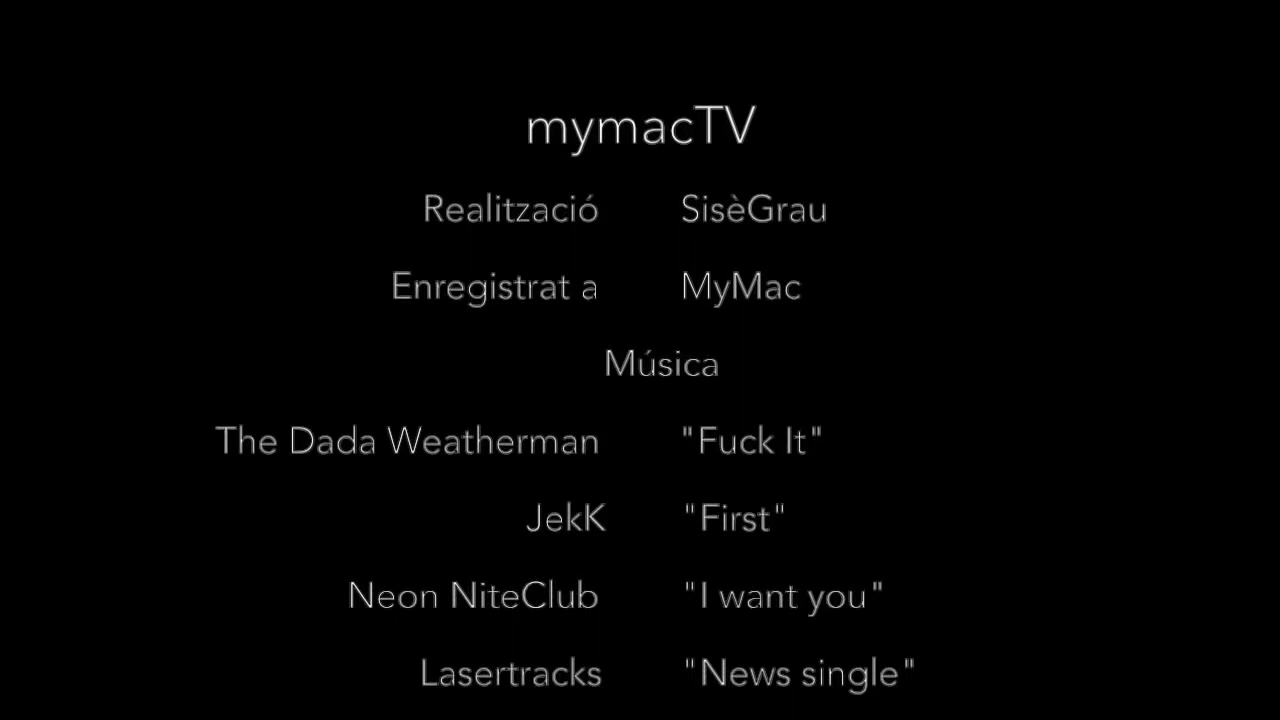 mymacTV
Realització SisèGrau
Enregistrat a MyMac
Música
The Dada Weatherman "Fuck It"
JekK "First"
Neon NiteClub "I want you"
Lasertracks "News single"